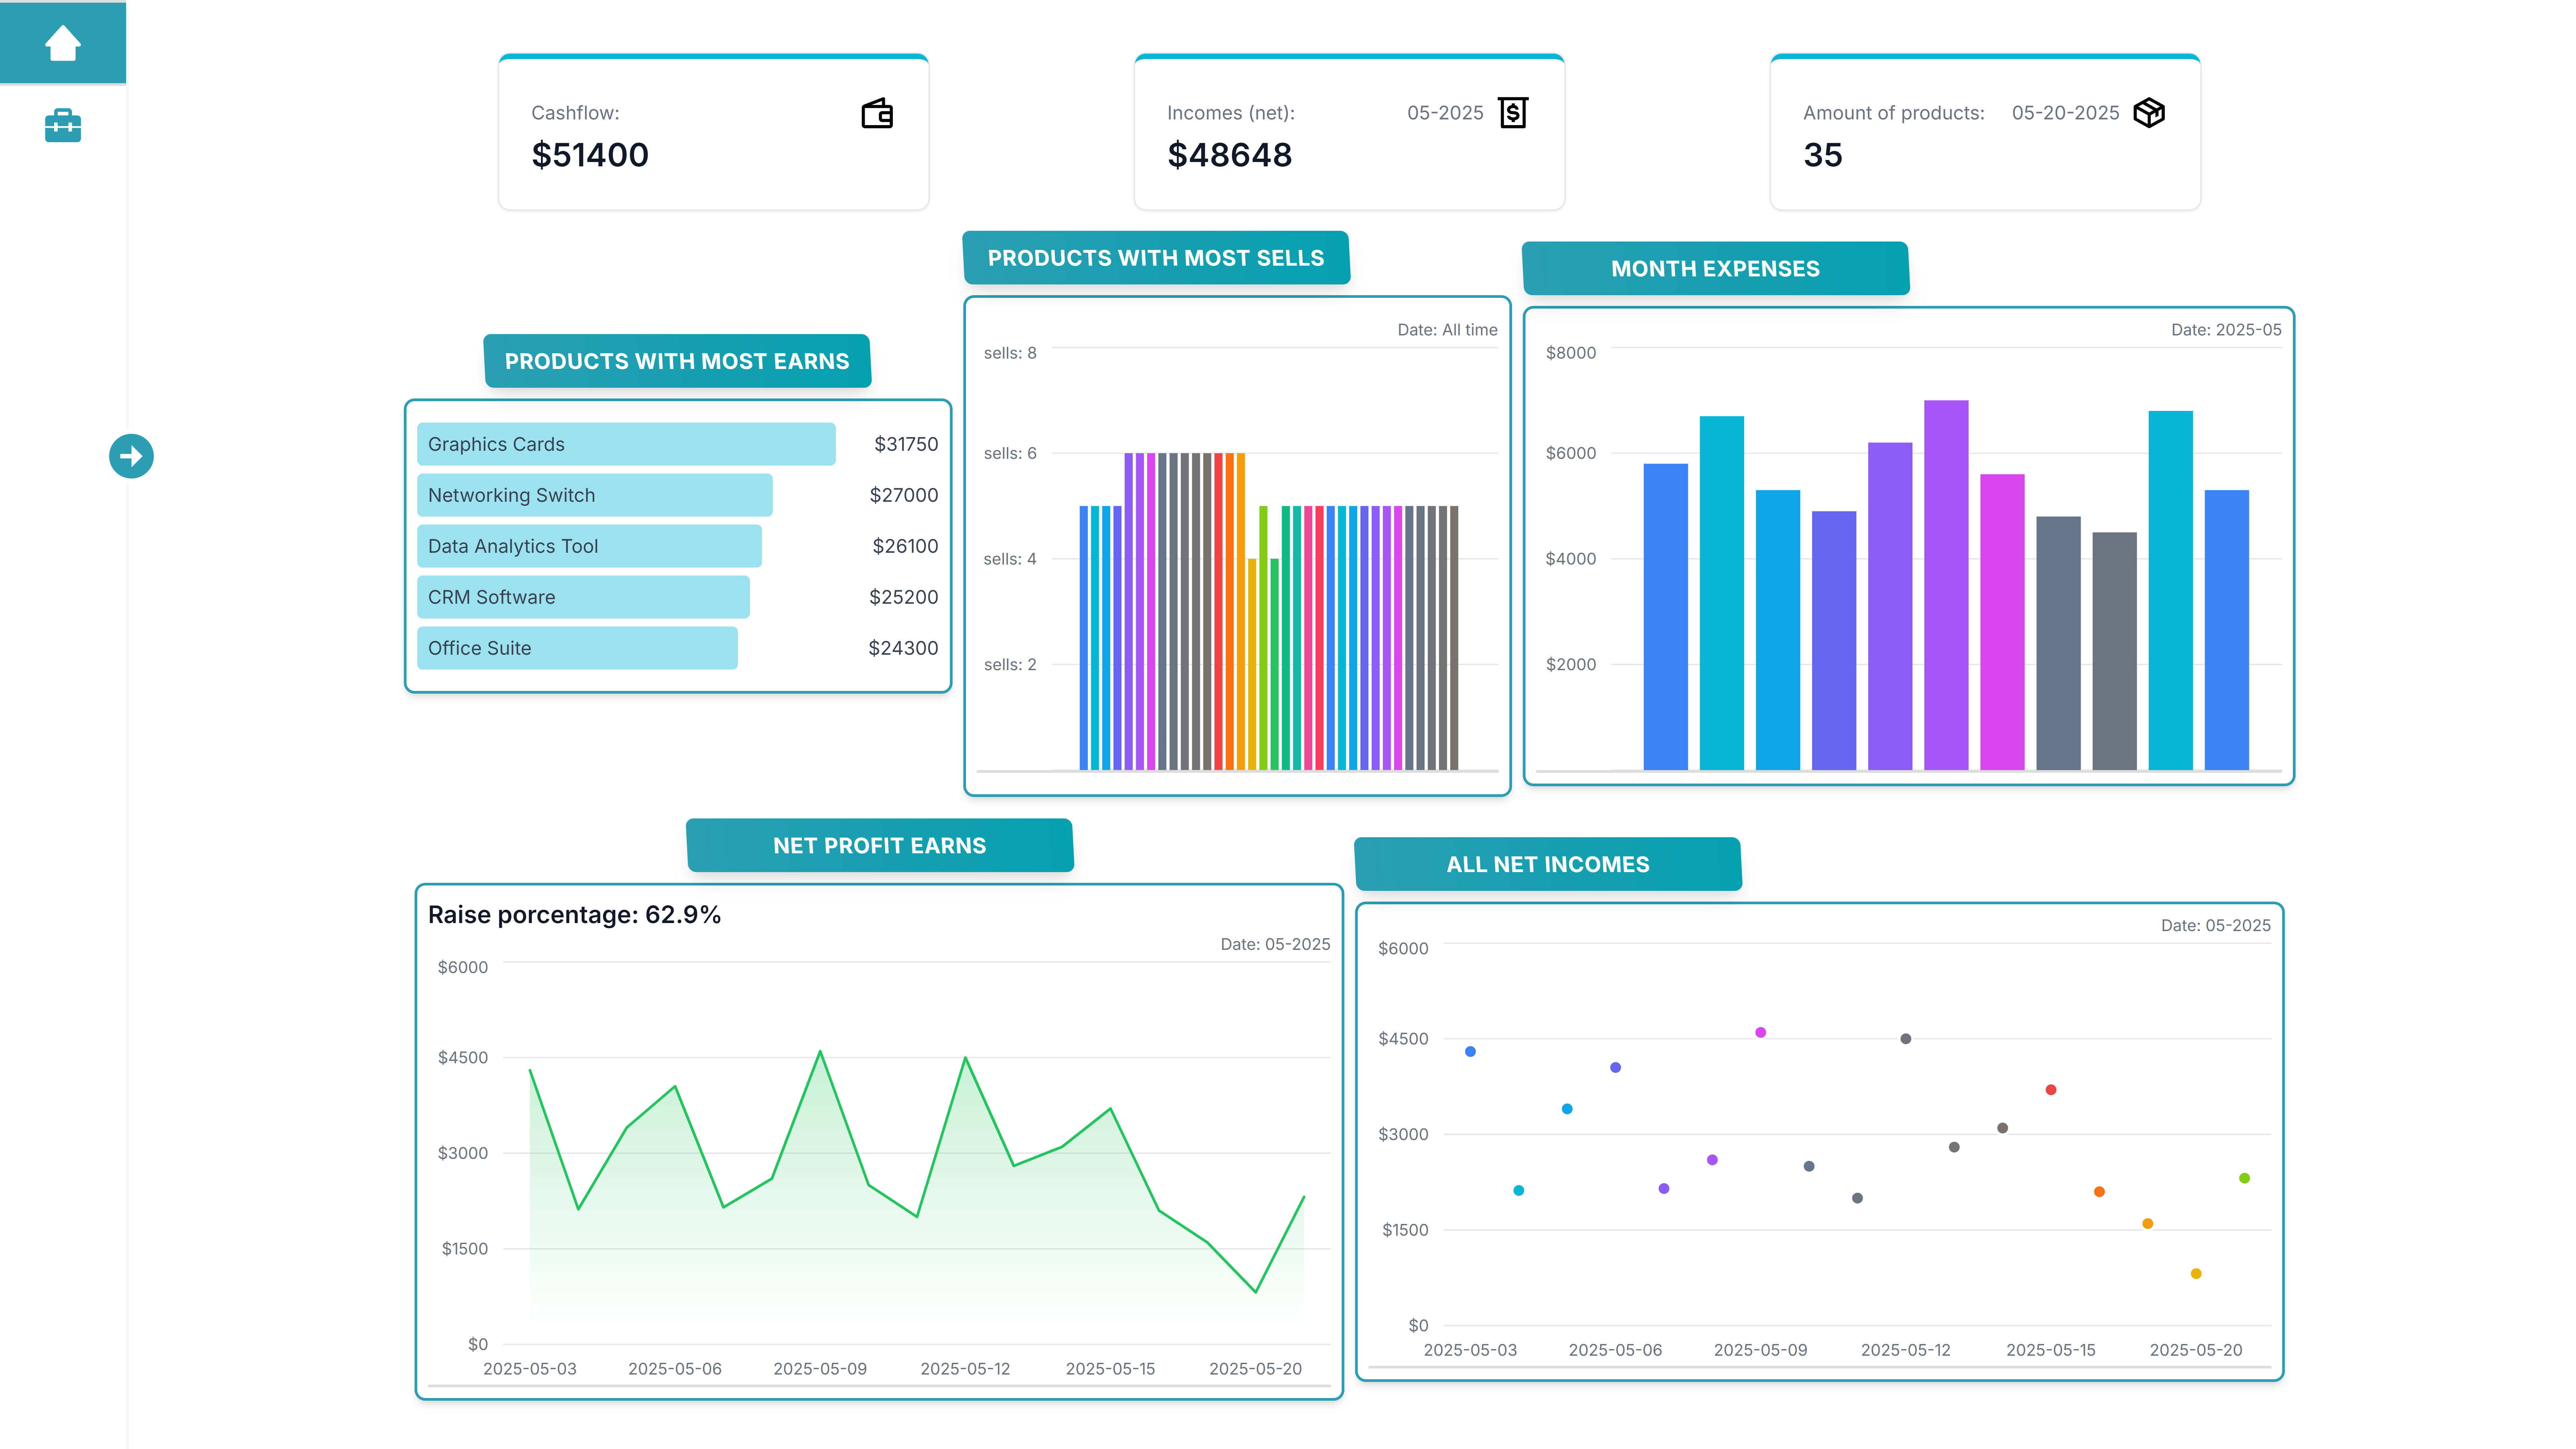 Cashflow:
$51400
Incomes (net): 05-2025
$48648
Amount of products: 05-20-2025
35
PRODUCTS WITH MOST EARNS
Graphics Cards $31750
Networking Switch $27000
Data Analytics Tool $26100
CRM Software $25200
Office Suite $24300
PRODUCTS WITH MOST SELLS
Date: All time
sells: 8
sells: 6
sells: 4
sells: 2
MONTH EXPENSES
Date: 2025-05
$8000
$6000
$4000
$2000
NET PROFIT EARNS
Raise porcentage: 62.9%
Date: 05-2025
$6000
$4500
$3000
$1500
$0
2025-05-03 2025-05-06 2025-05-09 2025-05-12 2025-05-15 2025-05-20
ALL NET INCOMES
Date: 05-2025
$6000
$4500
$3000
$1500
$0
2025-05-03 2025-05-06 2025-05-09 2025-05-12 2025-05-15 2025-05-20